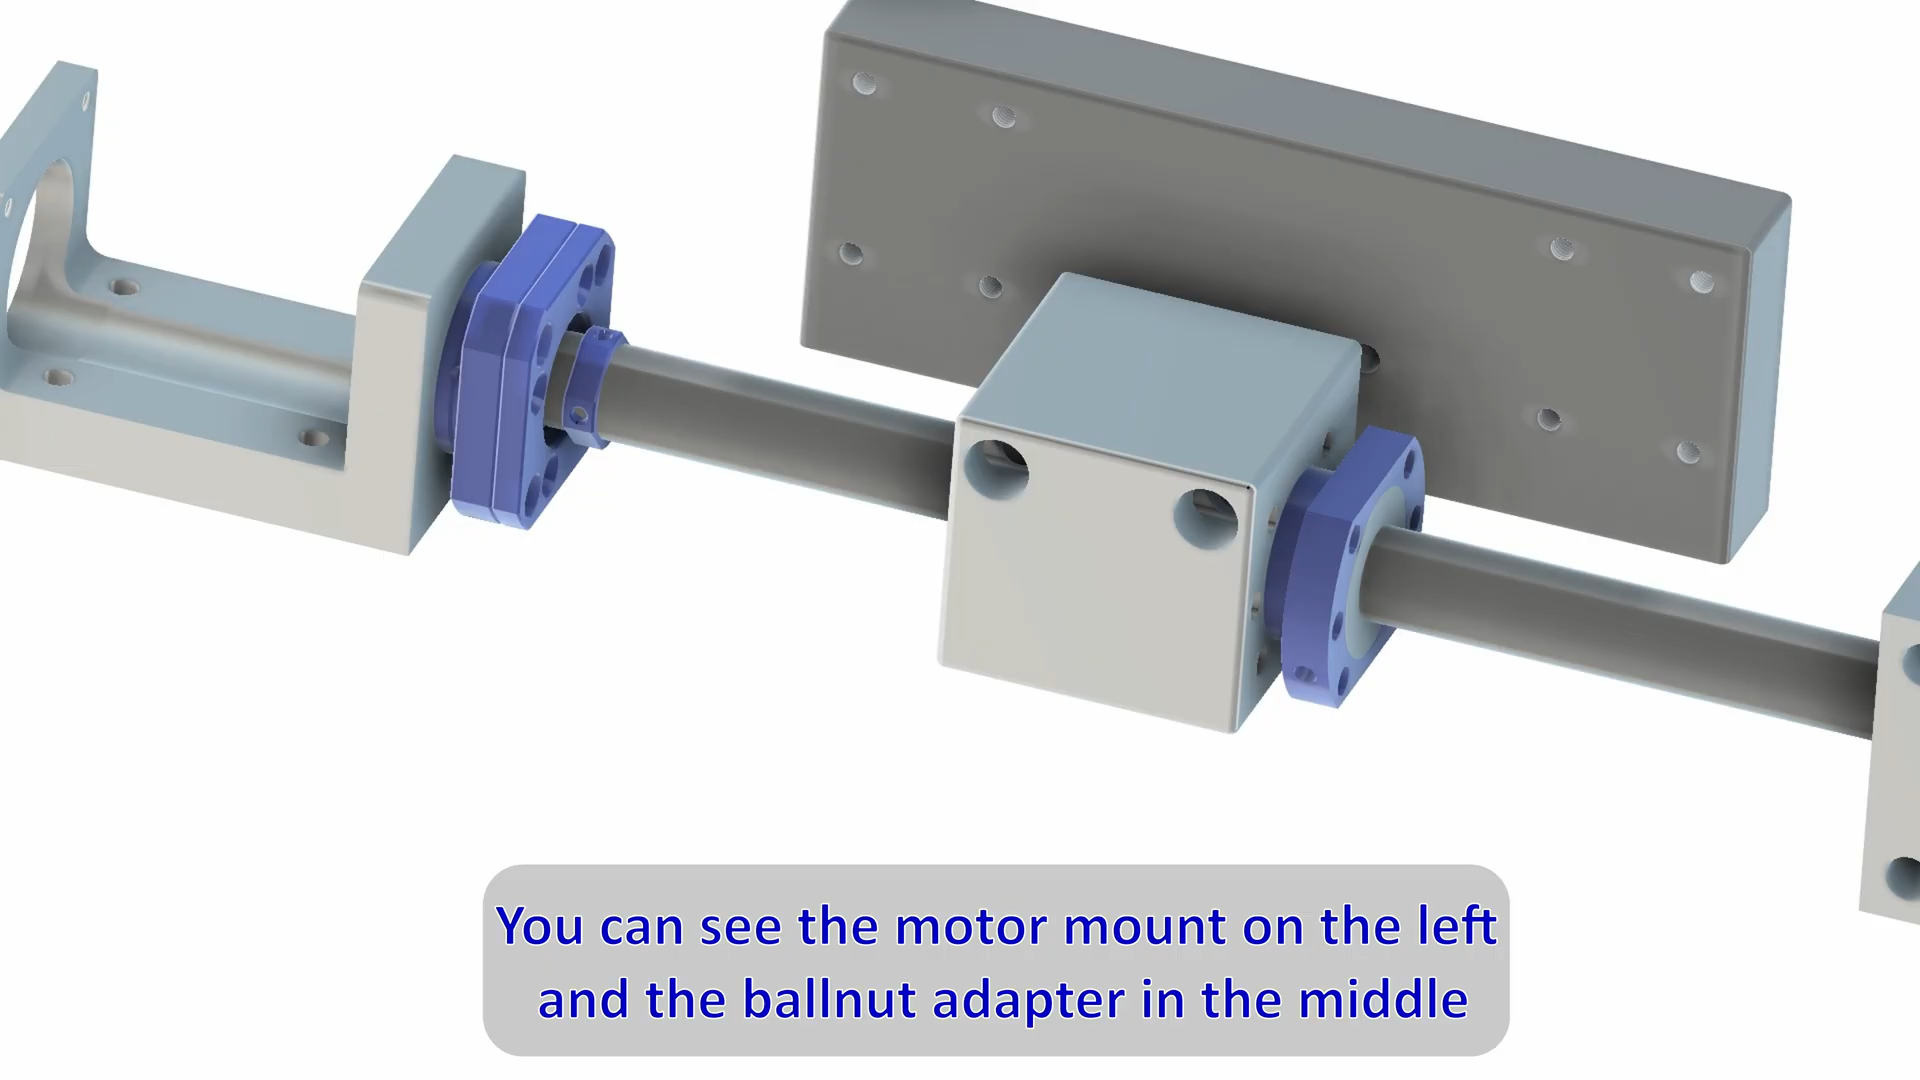 You can see the motor mount on the left
and the ballnut adapter in the middle